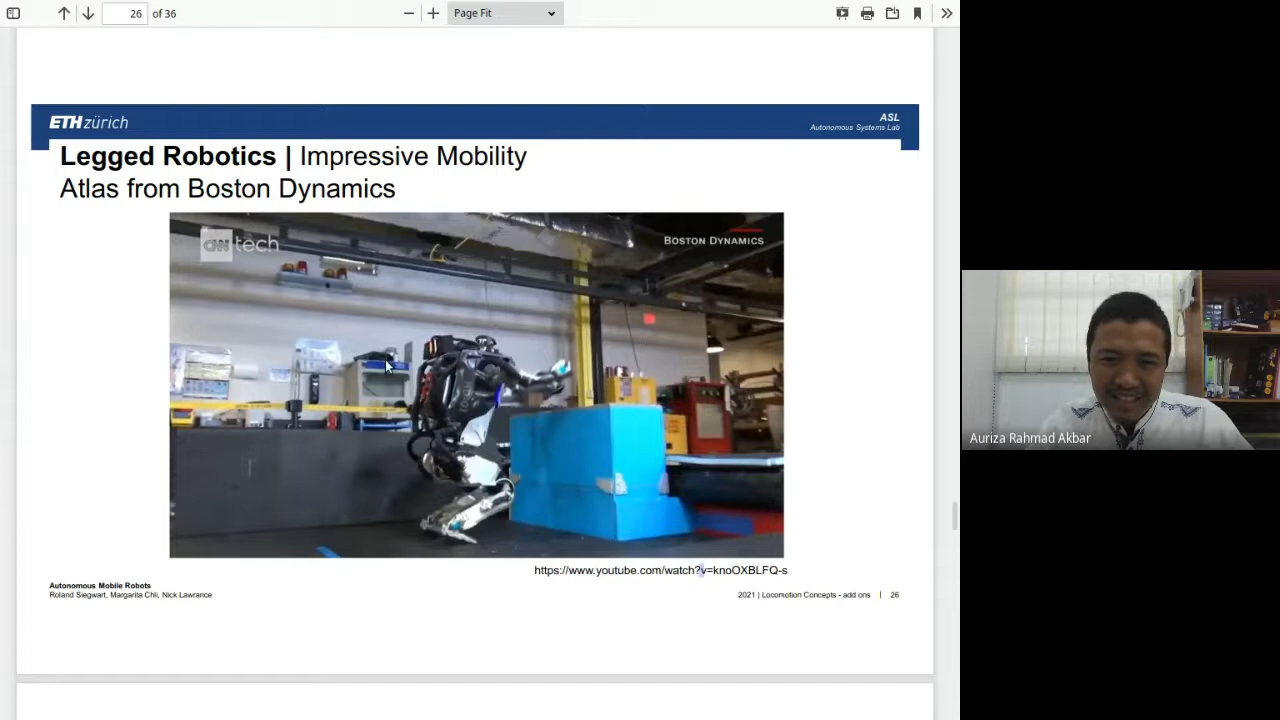 26 of 36
Page Fit
ETH zürich
ASL
Autonomous Systems Lab
Legged Robotics | Impressive Mobility
Atlas from Boston Dynamics
CNN tech
BOSTON DYNAMICS
https://www.youtube.com/watch?v=knoOXBLFQ-s
Autonomous Mobile Robots
Roland Siegwart, Margarita Chli, Nick Lawrance
2021 | Locomotion Concepts - add ons | 26
Auriza Rahmad Akbar